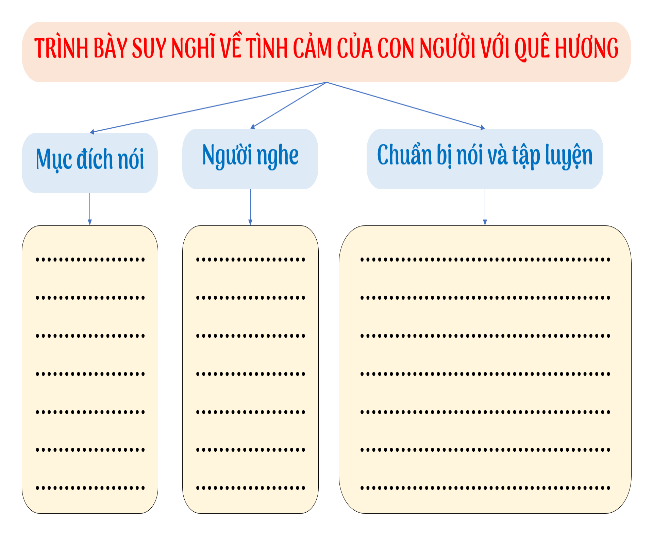 TRÌNH BÀY SUY NGHĨ VỀ TÌNH CẢM CỦA CON NGƯỜI VỚI QUÊ HƯƠNG
Mục đích nói
Người nghe
Chuẩn bị nói và tập luyện